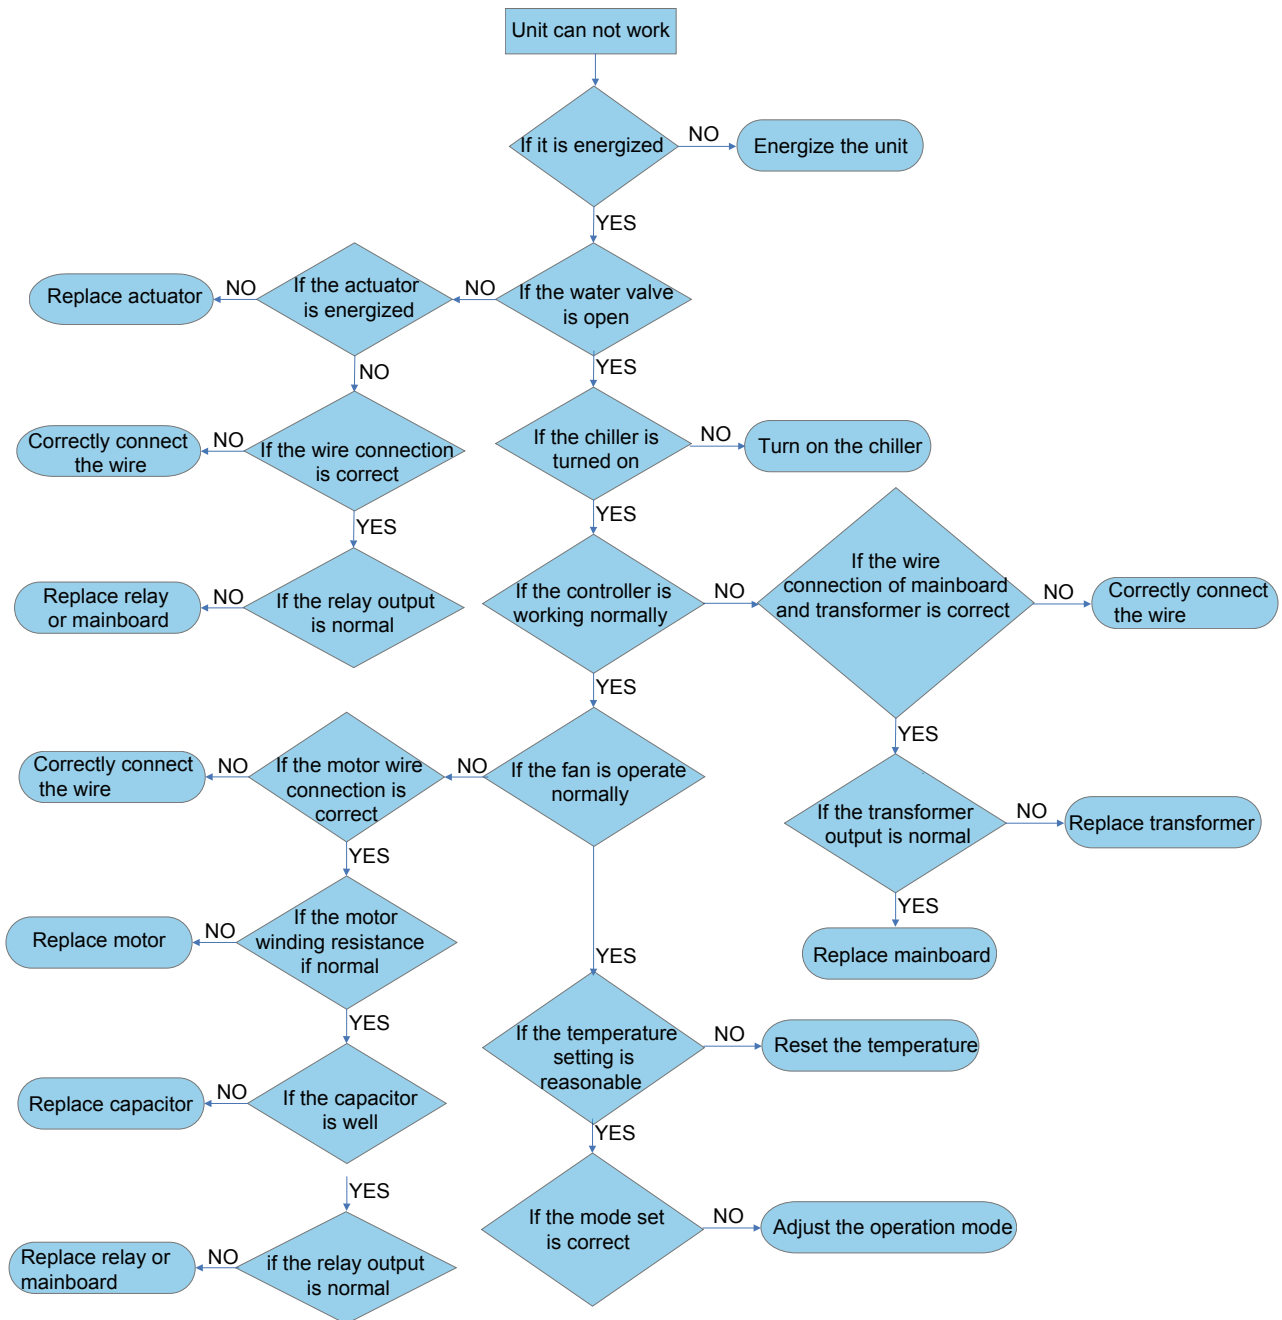 Unit can not work
If it is energized
NO
Energize the unit
YES
Replace actuator
NO
If the actuator
is energized
NO
If the water valve
is open
NO
YES
Correctly connect
the wire
NO
If the wire connection
is correct
If the chiller is
turned on
NO
Turn on the chiller
YES
YES
Replace relay
or mainboard
NO
If the relay output
is normal
If the controller is
working normally
NO
If the wire
connection of mainboard
and transformer is correct
NO
Correctly connect
the wire
YES
YES
Correctly connect
the wire
NO
If the motor wire
connection is
correct
NO
If the fan is operate
normally
If the transformer
output is normal
NO
Replace transformer
YES
YES
Replace motor
NO
If the motor
winding resistance
if normal
YES
Replace mainboard
YES
If the temperature
setting is
reasonable
NO
Reset the temperature
Replace capacitor
NO
If the capacitor
is well
YES
YES
If the mode set
is correct
NO
Adjust the operation mode
Replace relay or
mainboard
NO
if the relay output
is normal